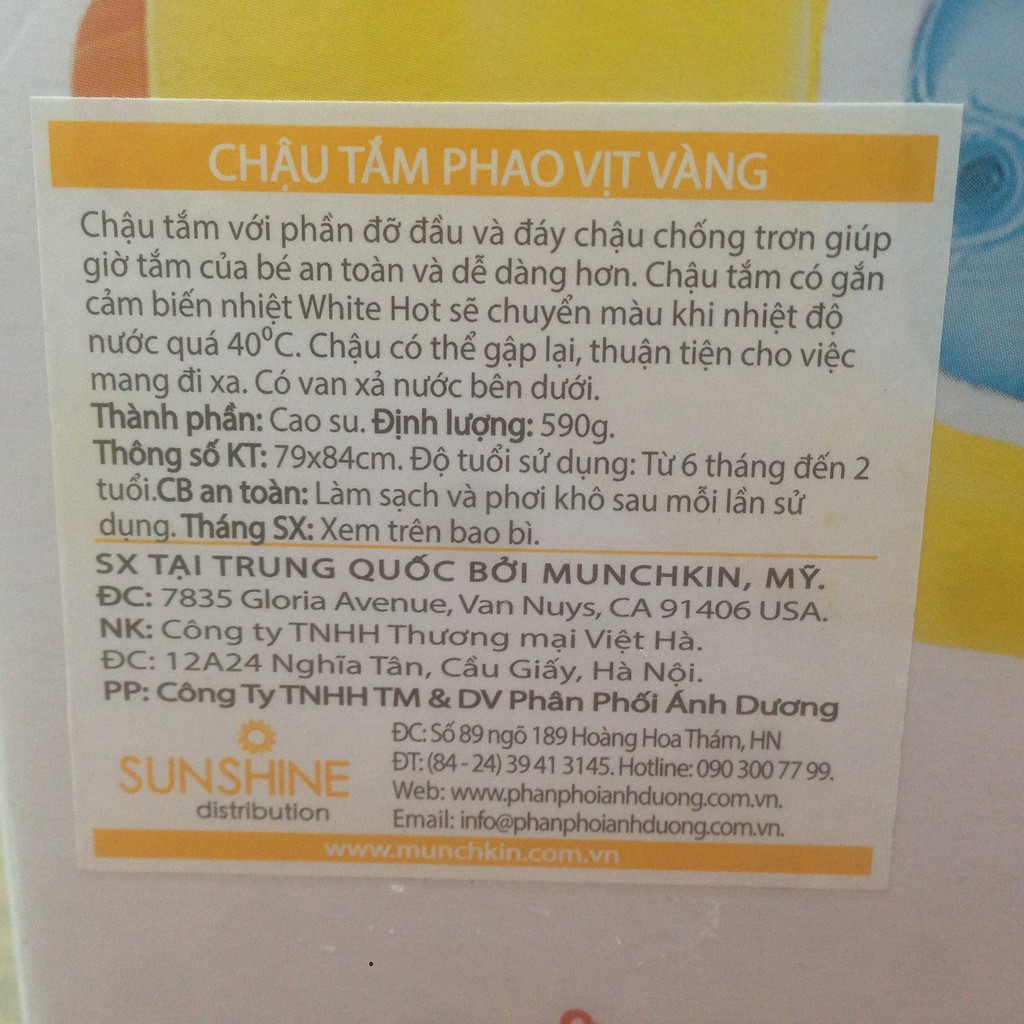 CHẬU TẮM PHAO VỊT VÀNG
Chậu tắm với phần đỡ đầu và đáy chậu chống trơn giúp
giờ tắm của bé an toàn và dễ dàng hơn. Chậu tắm có gắn
cảm biến nhiệt White Hot sẽ chuyển màu khi nhiệt độ
nước quá 40⁰C. Chậu có thể gập lại, thuận tiện cho việc
mang đi xa. Có van xả nước bên dưới.
Thành phần: Cao su. Định lượng: 590g.
Thông số KT: 79x84cm. Độ tuổi sử dụng: Từ 6 tháng đến 2
tuổi.CB an toàn: Làm sạch và phơi khô sau mỗi lần sử
dụng. Tháng SX: Xem trên bao bì.
SX TẠI TRUNG QUỐC BỞI MUNCHKIN, MỸ.
ĐC: 7835 Gloria Avenue, Van Nuys, CA 91406 USA.
NK: Công ty TNHH Thương mại Việt Hà.
ĐC: 12A24 Nghĩa Tân, Cầu Giấy, Hà Nội.
PP: Công Ty TNHH TM & DV Phân Phối Ánh Dương
SUNSHINE
distribution
ĐC: Số 89 ngõ 189 Hoàng Hoa Thám, HN
ĐT: (84 - 24) 39 41 3145. Hotline: 090 300 77 99.
Web: www.phanphoianhduong.com.vn.
Email: info@phanphoianhduong.com.vn.
www.munchkin.com.vn